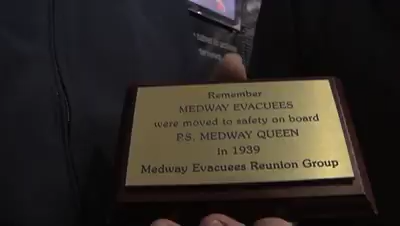 Remember
MEDWAY EVACUEES
were moved to safety on board
P.S. MEDWAY QUEEN
in 1939
Medway Evacuees Reunion Group